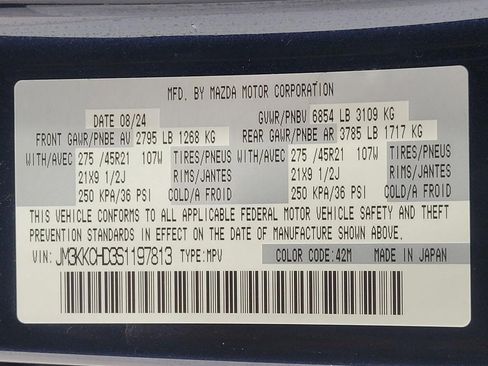 MFD. BY MAZDA MOTOR CORPORATION
DATE 08/24 GVWR/PNBV 6854 LB 3109 KG
FRONT GAWR/PNBE AV 2795 LB 1268 KG REAR GAWR/PNBE AR 3785 LB 1717 KG
WITH/AVEC 275 /45R21 107W TIRES/PNEUS WITH/AVEC 275 /45R21 107W TIRES/PNEUS
21X9 1/2J RIMS/JANTES 21X9 1/2J RIMS/JANTES
250 KPA/36 PSI COLD/A FROID 250 KPA/36 PSI COLD/A FROID
THIS VEHICLE CONFORMS TO ALL APPLICABLE FEDERAL MOTOR VEHICLE SAFETY AND THEFT
PREVENTION STANDARDS IN EFFECT ON THE DATE OF MANUFACTURE SHOWN ABOVE.
VIN: JM3KKCHD3S1197813 TYPE:MPV COLOR CODE:42M MADE IN JAPAN